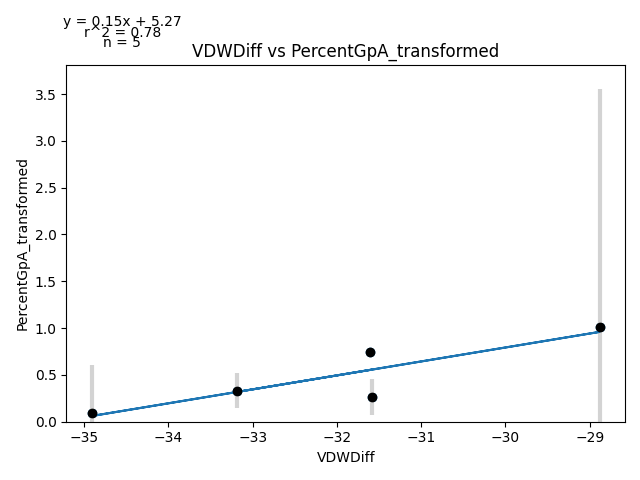 y = 0.15x + 5.27
r^2 = 0.78
n = 5
VDWDiff vs PercentGpA_transformed
3.5
3.0
2.5
2.0
1.5
1.0
0.5
0.0
PercentGpA_transformed
−35
−34
−33
−32
−31
−30
−29
VDWDiff